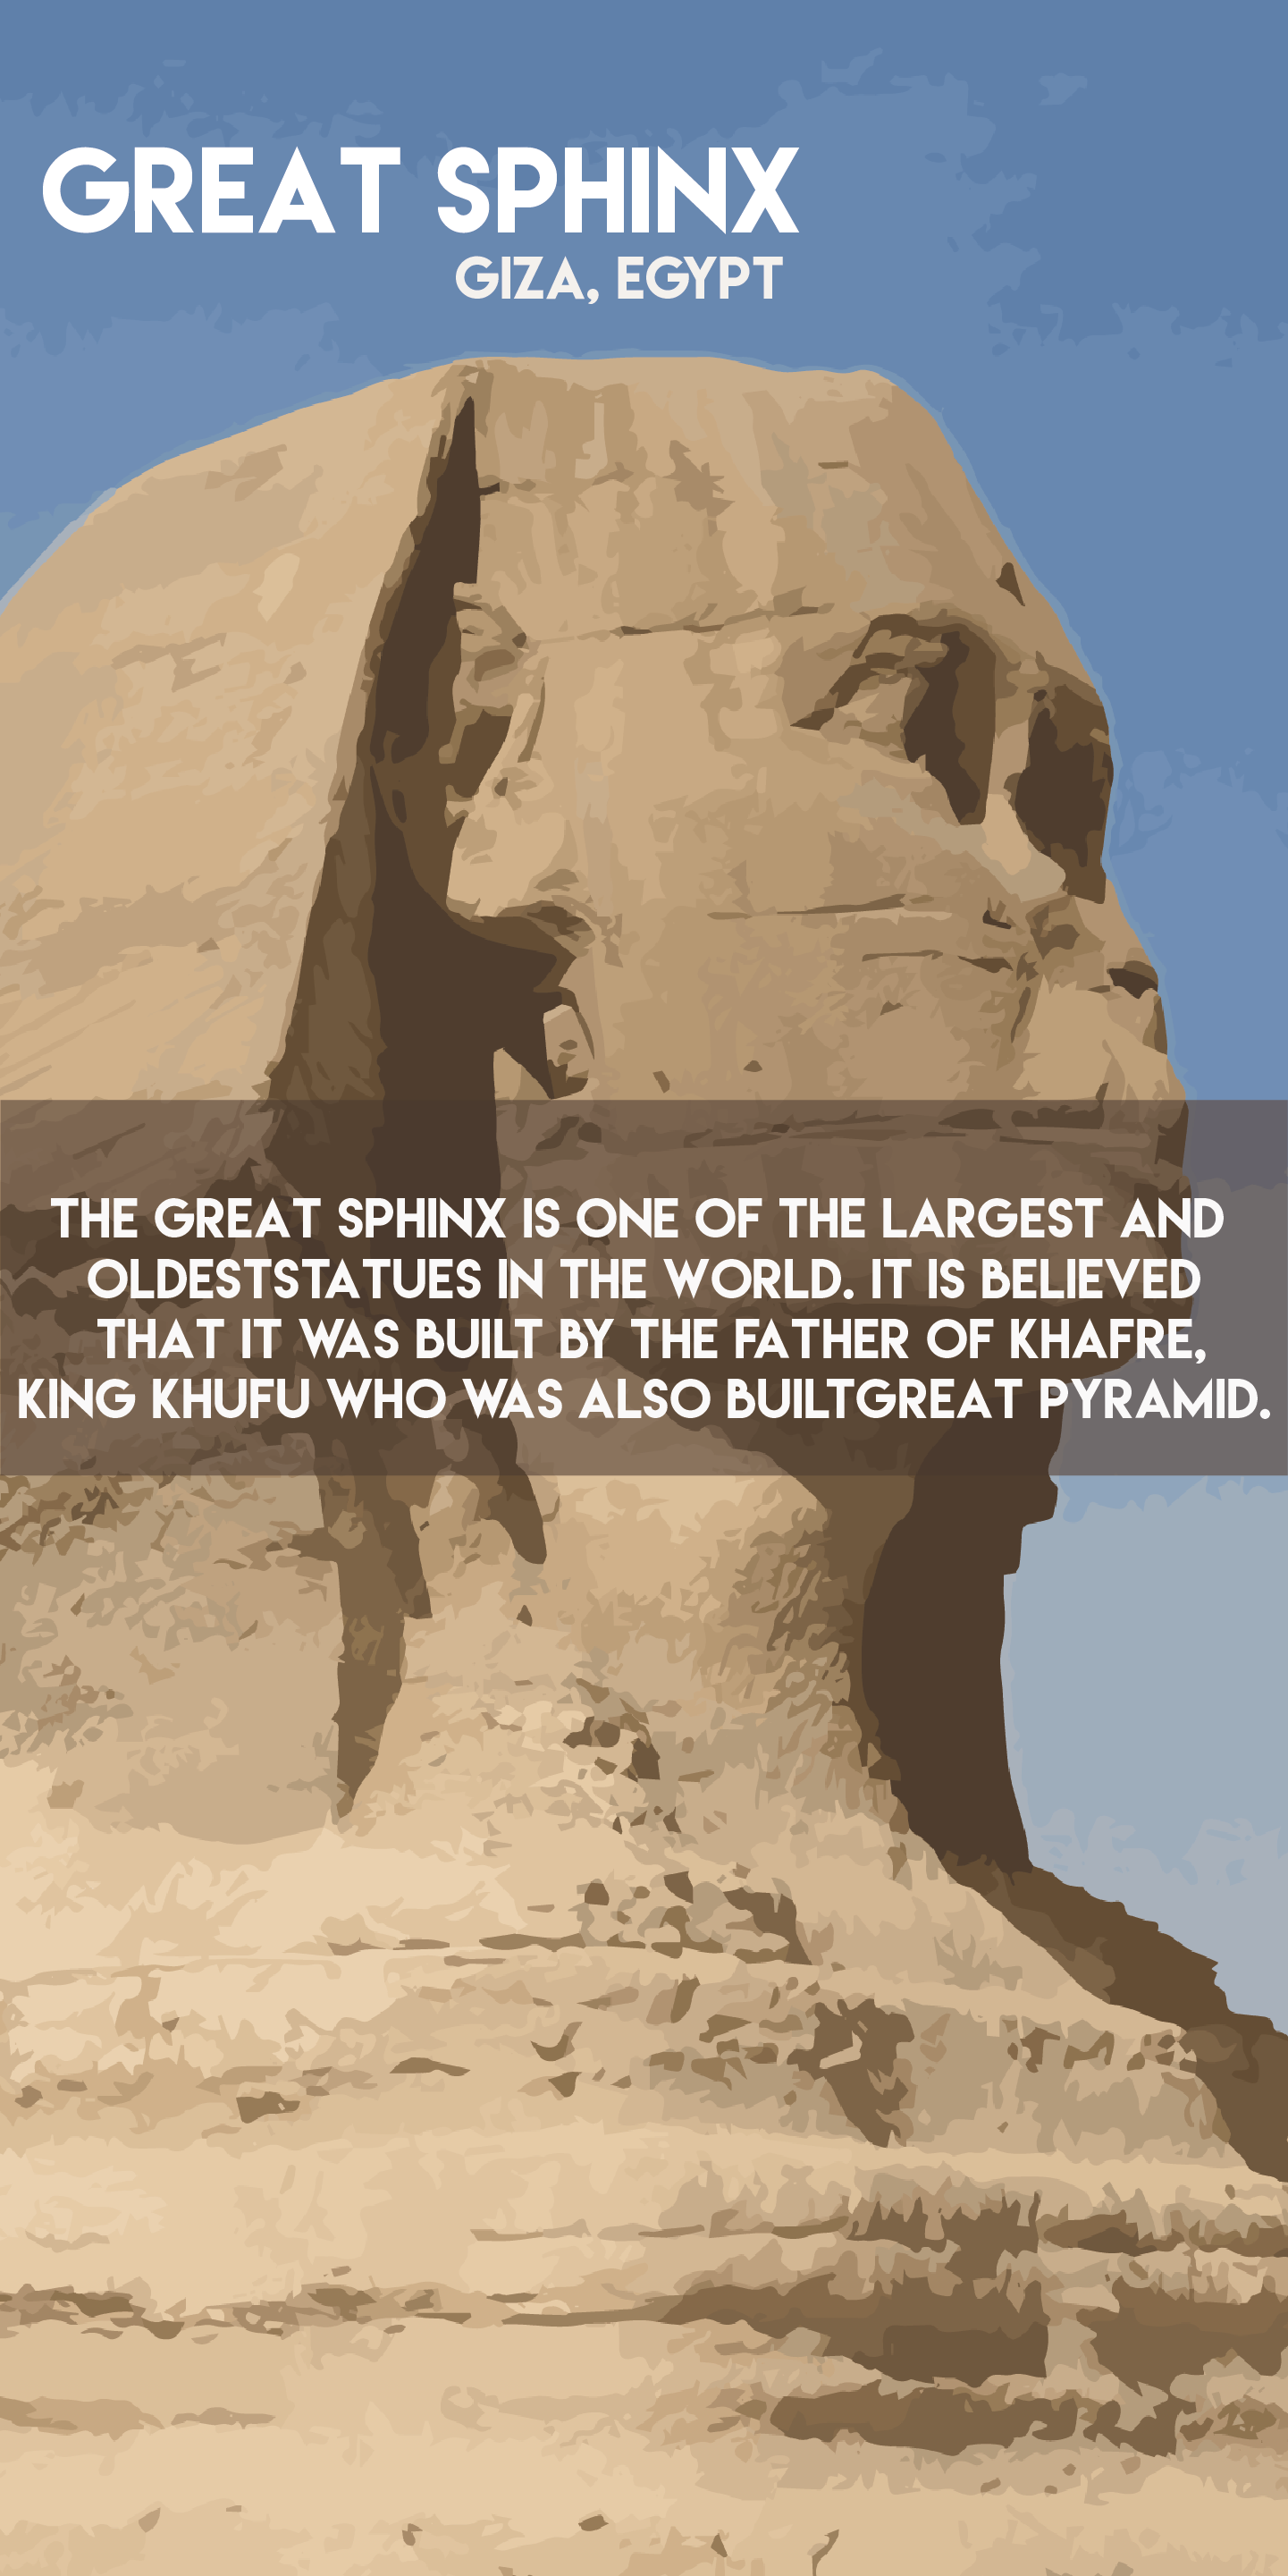 GREAT SPHINX
GIZA, EGYPT
THE GREAT SPHINX IS ONE OF THE LARGEST AND
OLDESTSTATUES IN THE WORLD. IT IS BELIEVED
THAT IT WAS BUILT BY THE FATHER OF KHAFRE,
KING KHUFU WHO WAS ALSO BUILTGREAT PYRAMID.